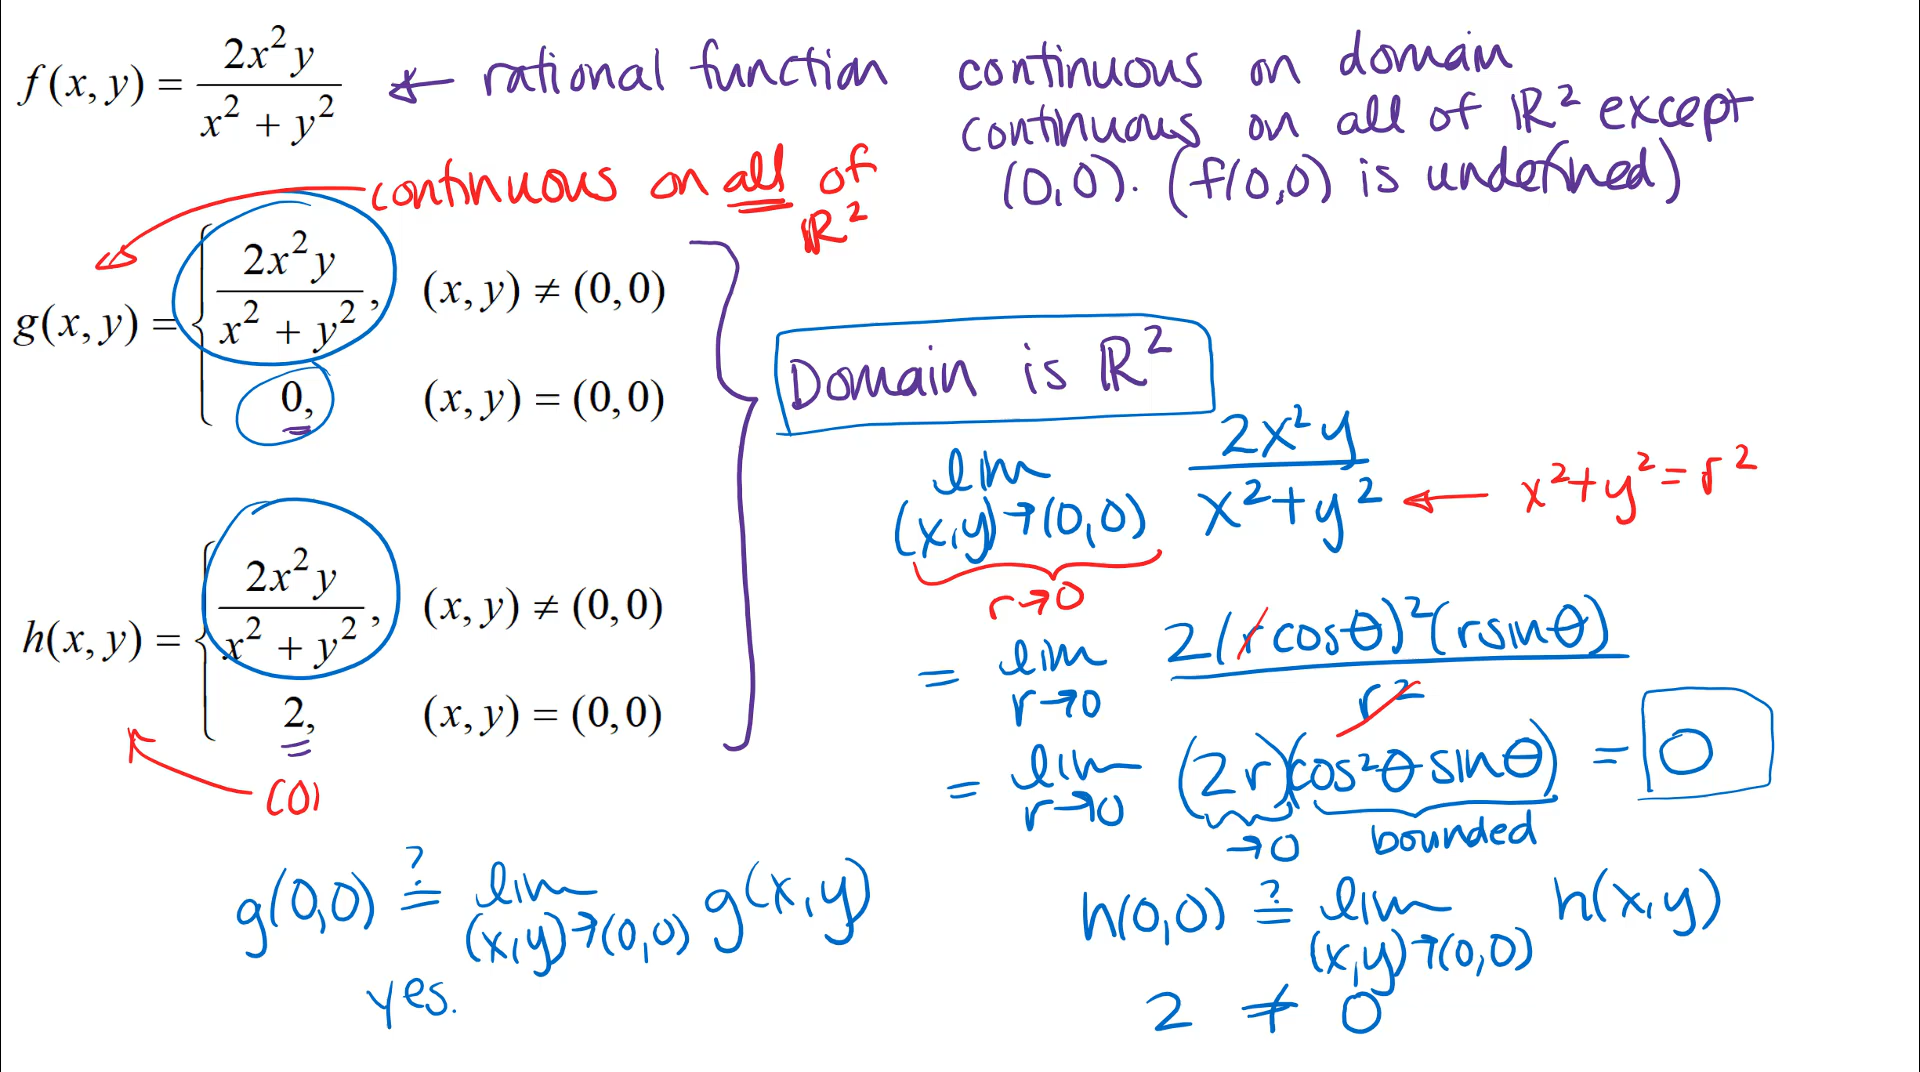 f(x, y) = 2x²y / (x² + y²) ← rational function continuous on domain
continuous on all of ℝ² except
(0,0). (f(0,0) is undefined)
continuous on all of ℝ²
g(x, y) = { 2x²y / (x² + y²), (x, y) ≠ (0,0)
0, (x, y) = (0,0)
Domain is ℝ²
h(x, y) = { 2x²y / (x² + y²), (x, y) ≠ (0,0)
2, (x, y) = (0,0)
lim (x,y)→(0,0) 2x²y / (x²+y²) ← x²+y²=r²
r→0
= lim r→0 2(r cosθ)²(r sinθ) / r²
= lim r→0 (2r)(cos²θ sinθ) = 0
→0 bounded
g(0,0) ≟ lim (x,y)→(0,0) g(x,y)
yes.
h(0,0) ≟ lim (x,y)→(0,0) h(x,y)
2 ≠ 0